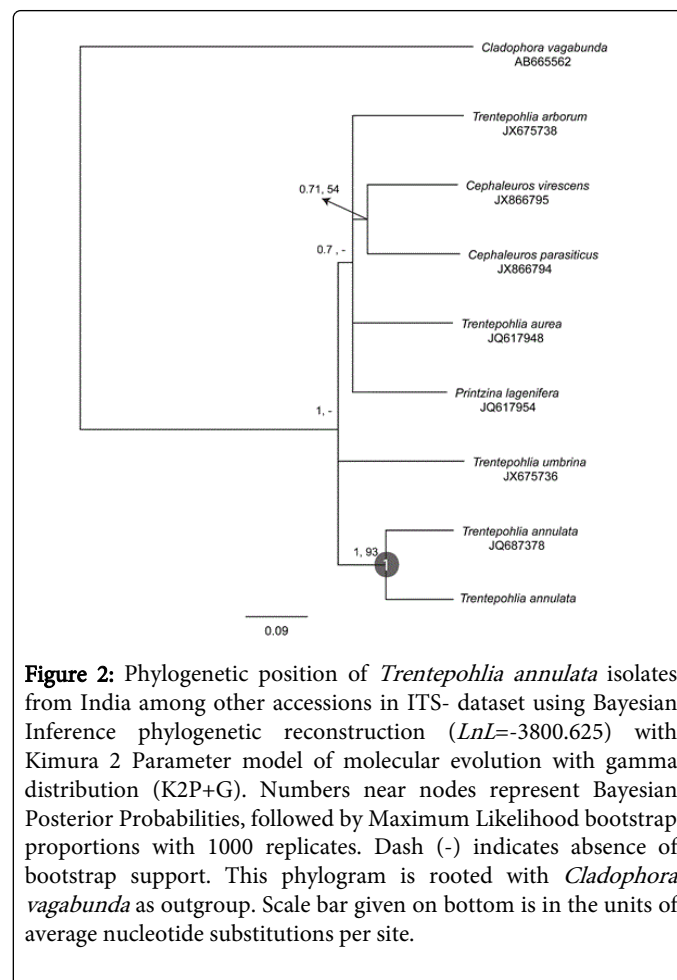 Cladophora vagabunda
AB665562
Trentepohlia arborum
JX675738
0.71, 54
Cephaleuros virescens
JX866795
0.7 , -
Cephaleuros parasiticus
JX866794
Trentepohlia aurea
JQ617948
Printzina lagenifera
JQ617954
1, -
Trentepohlia umbrina
JX675736
Trentepohlia annulata
JQ687378
1, 93
1
Trentepohlia annulata
0.09
Figure 2: Phylogenetic position of Trentepohlia annulata isolates
from India among other accessions in ITS- dataset using Bayesian
Inference phylogenetic reconstruction (LnL=-3800.625) with
Kimura 2 Parameter model of molecular evolution with gamma
distribution (K2P+G). Numbers near nodes represent Bayesian
Posterior Probabilities, followed by Maximum Likelihood bootstrap
proportions with 1000 replicates. Dash (-) indicates absence of
bootstrap support. This phylogram is rooted with Cladophora
vagabunda as outgroup. Scale bar given on bottom is in the units of
average nucleotide substitutions per site.